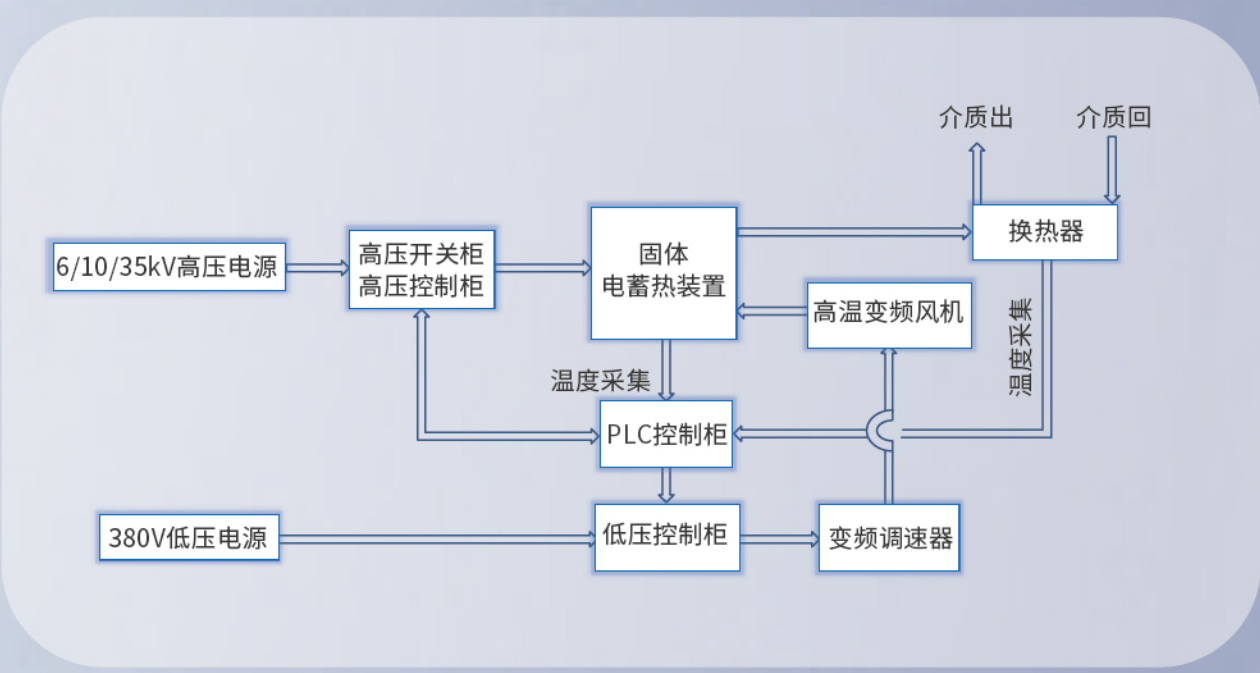 介质出
介质回
6/10/35kV高压电源
高压开关柜
高压控制柜
固体
电蓄热装置
换热器
高温变频风机
温度采集
温度采集
PLC控制柜
380V低压电源
低压控制柜
变频调速器